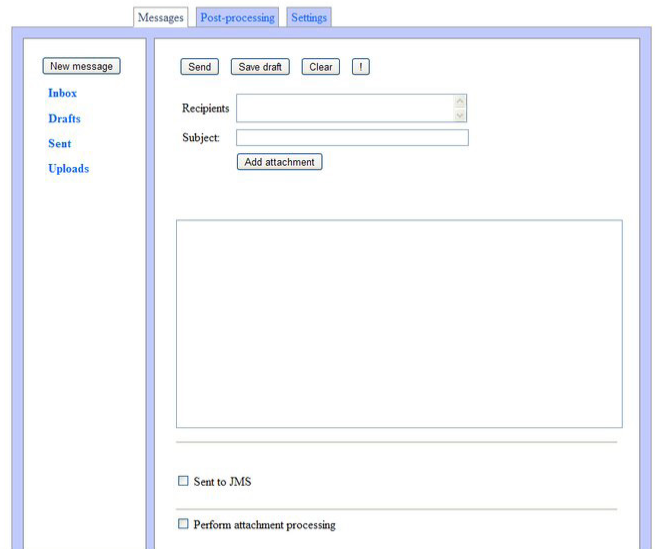 Messages Post-processing Settings
New message
Inbox
Drafts
Sent
Uploads
Send Save draft Clear !
Recipients
Subject:
Add attachment
Sent to JMS
Perform attachment processing